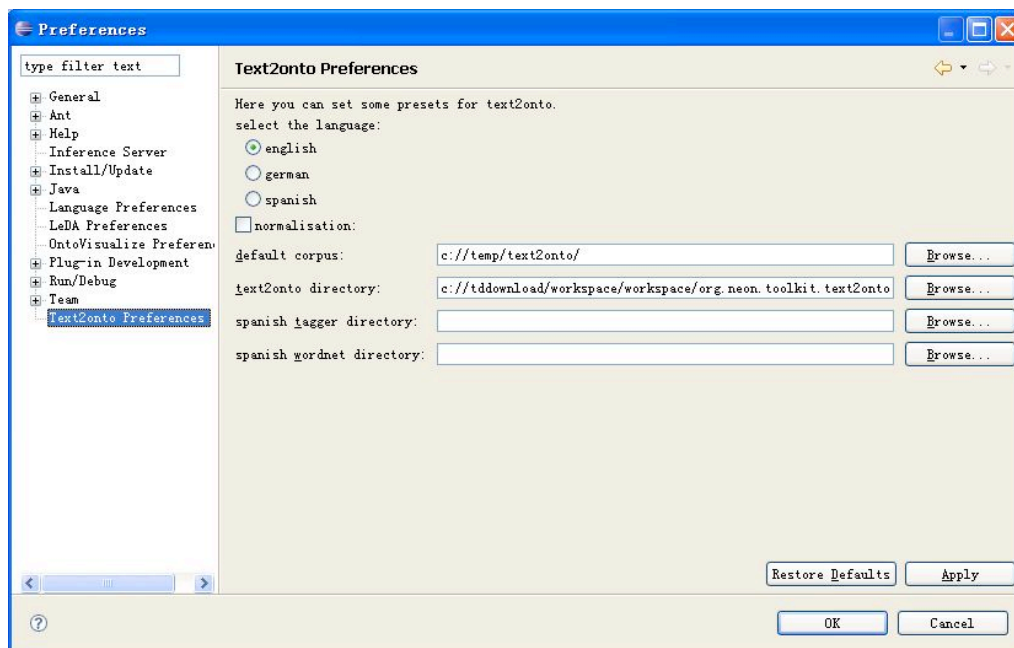 Preferences
type filter text
General
Ant
Help
Inference Server
Install/Update
Java
Language Preferences
LeDA Preferences
OntoVisualize Preferen
Plug-in Development
Run/Debug
Team
Text2onto Preferences
Text2onto Preferences
Here you can set some presets for text2onto.
select the language:
english
german
spanish
normalisation:
default corpus: c://temp/text2onto/ Browse...
text2onto directory: c://tddownload/workspace/workspace/org.neon.toolkit.text2onto Browse...
spanish tagger directory: Browse...
spanish wordnet directory: Browse...
Restore Defaults Apply
? OK Cancel